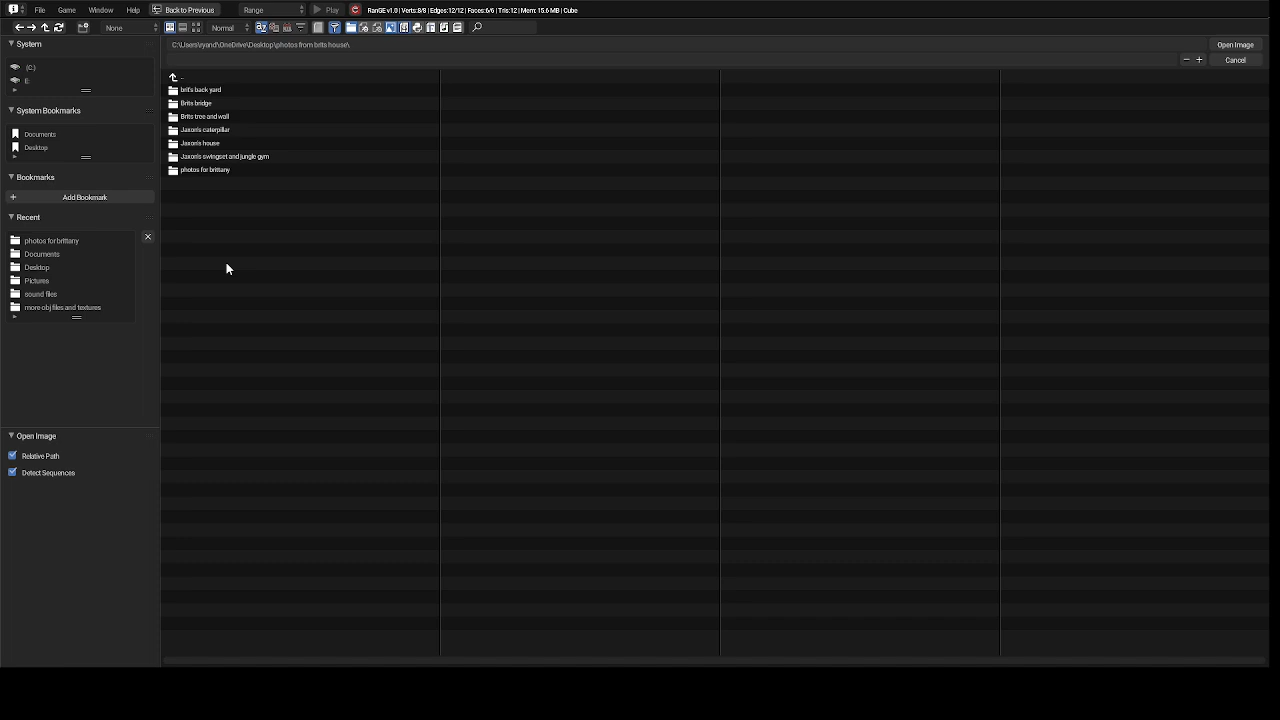 File Game Window Help Back to Previous Range Play RanGE v1.0 | Verts:8/8 | Edges:12/12 | Faces:6/6 | Tris:12 | Mem: 15.6 MB | Cube
None Normal
System
C:\Users\ryand\OneDrive\Desktop\photos from brits house\
Open Image
Cancel
(C:)
E:
System Bookmarks
Documents
Desktop
Bookmarks
Add Bookmark
Recent
photos for brittany
Documents
Desktop
Pictures
sound files
more obj files and textures
Open Image
Relative Path
Detect Sequences
..
brit's back yard
Brits bridge
Brits tree and wall
Jaxon's caterpillar
Jaxon's house
Jaxon's swingset and jungle gym
photos for brittany